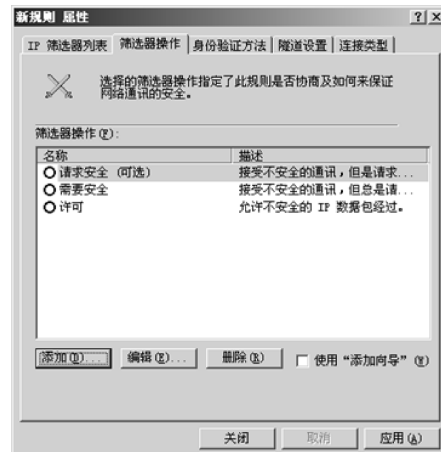 新规则 属性
IP 筛选器列表 筛选器操作 身份验证方法 隧道设置 连接类型
选择的筛选器操作指定了此规则是否协商及如何来保证
网络通讯的安全。
筛选器操作(F):
名称 描述
请求安全 (可选) 接受不安全的通讯，但是请求...
需要安全 接受不安全的通讯，但总是请...
许可 允许不安全的 IP 数据包经过。
添加(D)... 编辑(E)... 删除(R) 使用“添加向导”(W)
关闭 取消 应用(A)